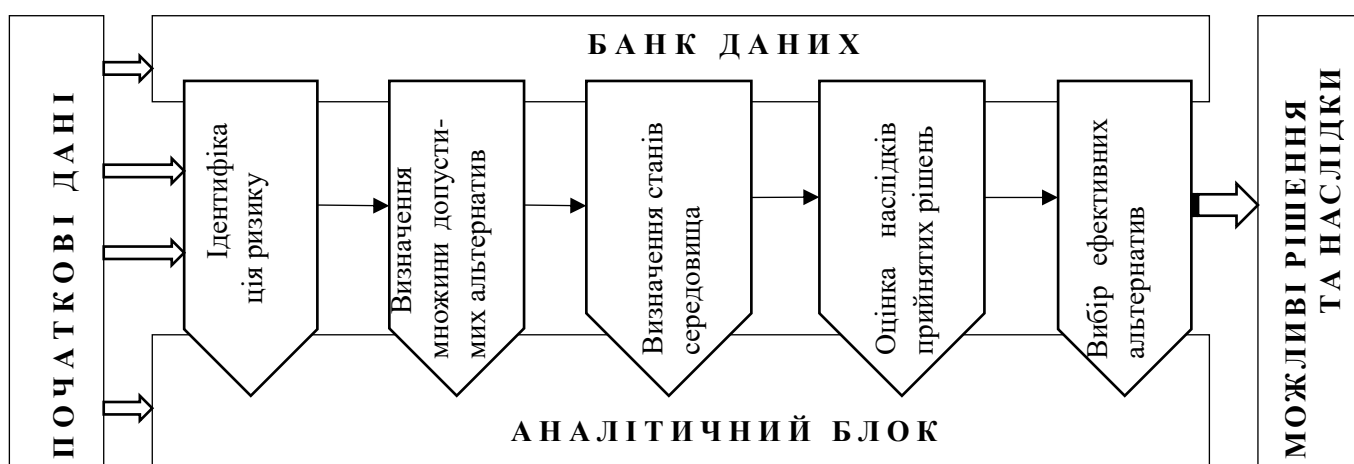 ПОЧАТКОВІ ДАНІ
БАНК ДАНИХ
Ідентифіка
ція ризику
Визначення
множини допусти-
мих альтернатив
Визначення станів
середовища
Оцінка наслідків
прийнятих рішень
Вибір ефективних
альтернатив
АНАЛІТИЧНИЙ БЛОК
МОЖЛИВІ РІШЕННЯ
ТА НАСЛІДКИ